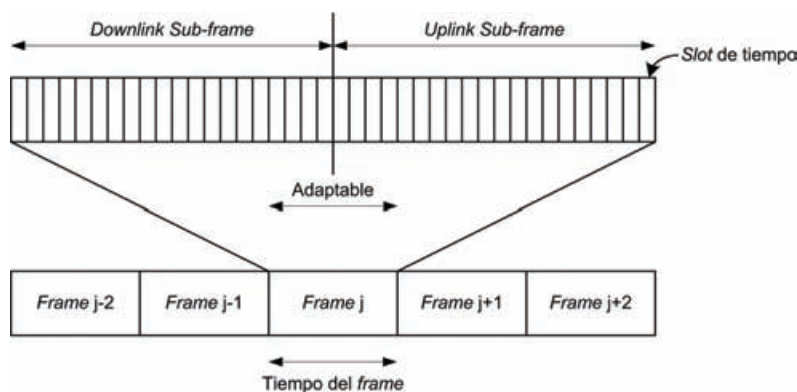 Downlink Sub-frame
Uplink Sub-frame
Slot de tiempo
Adaptable
Frame j-2
Frame j-1
Frame j
Frame j+1
Frame j+2
Tiempo del frame